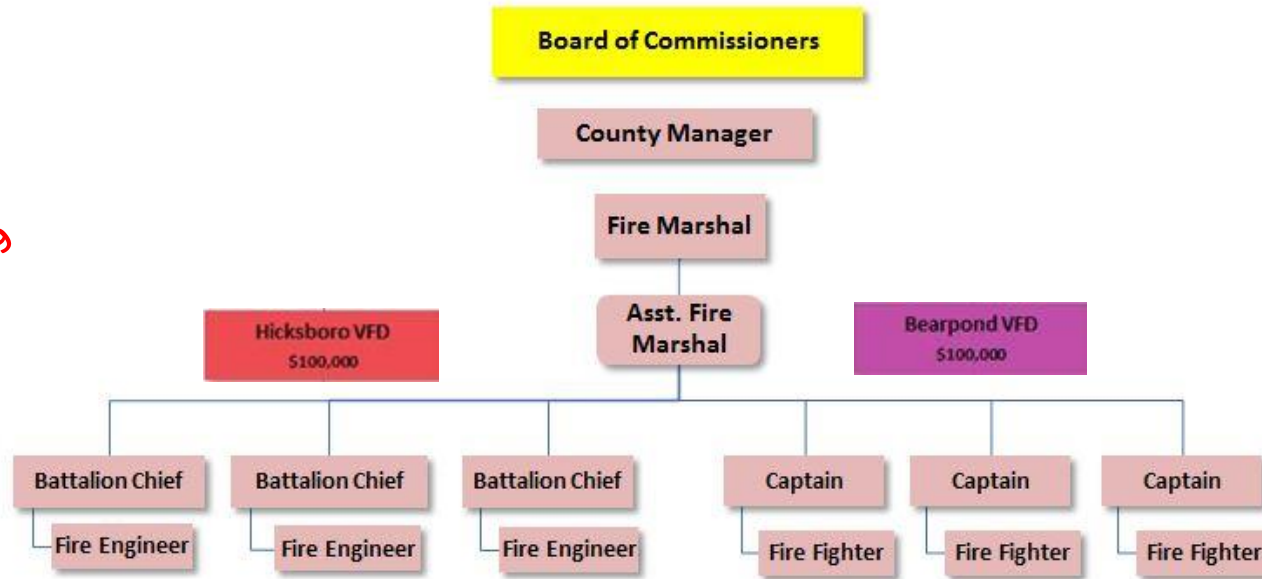 Board of Commissioners
County Manager
Fire Marshal
Asst. Fire
Marshal
Hicksboro VFD
$100,000
Bearpond VFD
$100,000
Battalion Chief
Battalion Chief
Battalion Chief
Captain
Captain
Captain
Fire Engineer
Fire Engineer
Fire Engineer
Fire Fighter
Fire Fighter
Fire Fighter